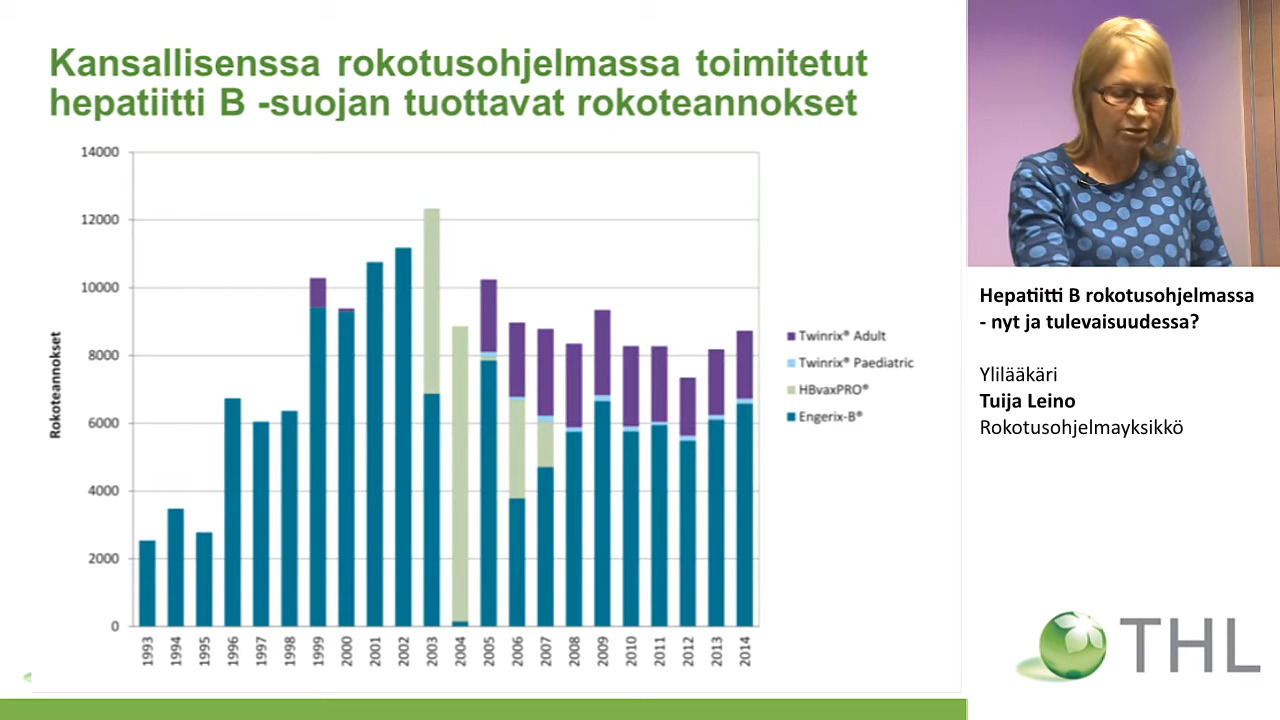 Kansallisenssa rokotusohjelmassa toimitetut
hepatiitti B -suojan tuottavat rokoteannokset
14000
12000
10000
8000
6000
4000
2000
0
Rokoteannokset
1993
1994
1995
1996
1997
1998
1999
2000
2001
2002
2003
2004
2005
2006
2007
2008
2009
2010
2011
2012
2013
2014
Twinrix® Adult
Twinrix® Paediatric
HBvaxPRO®
Engerix-B®
Hepatiitti B rokotusohjelmassa
- nyt ja tulevaisuudessa?
Ylilääkäri
Tuija Leino
Rokotusohjelmayksikkö
THL